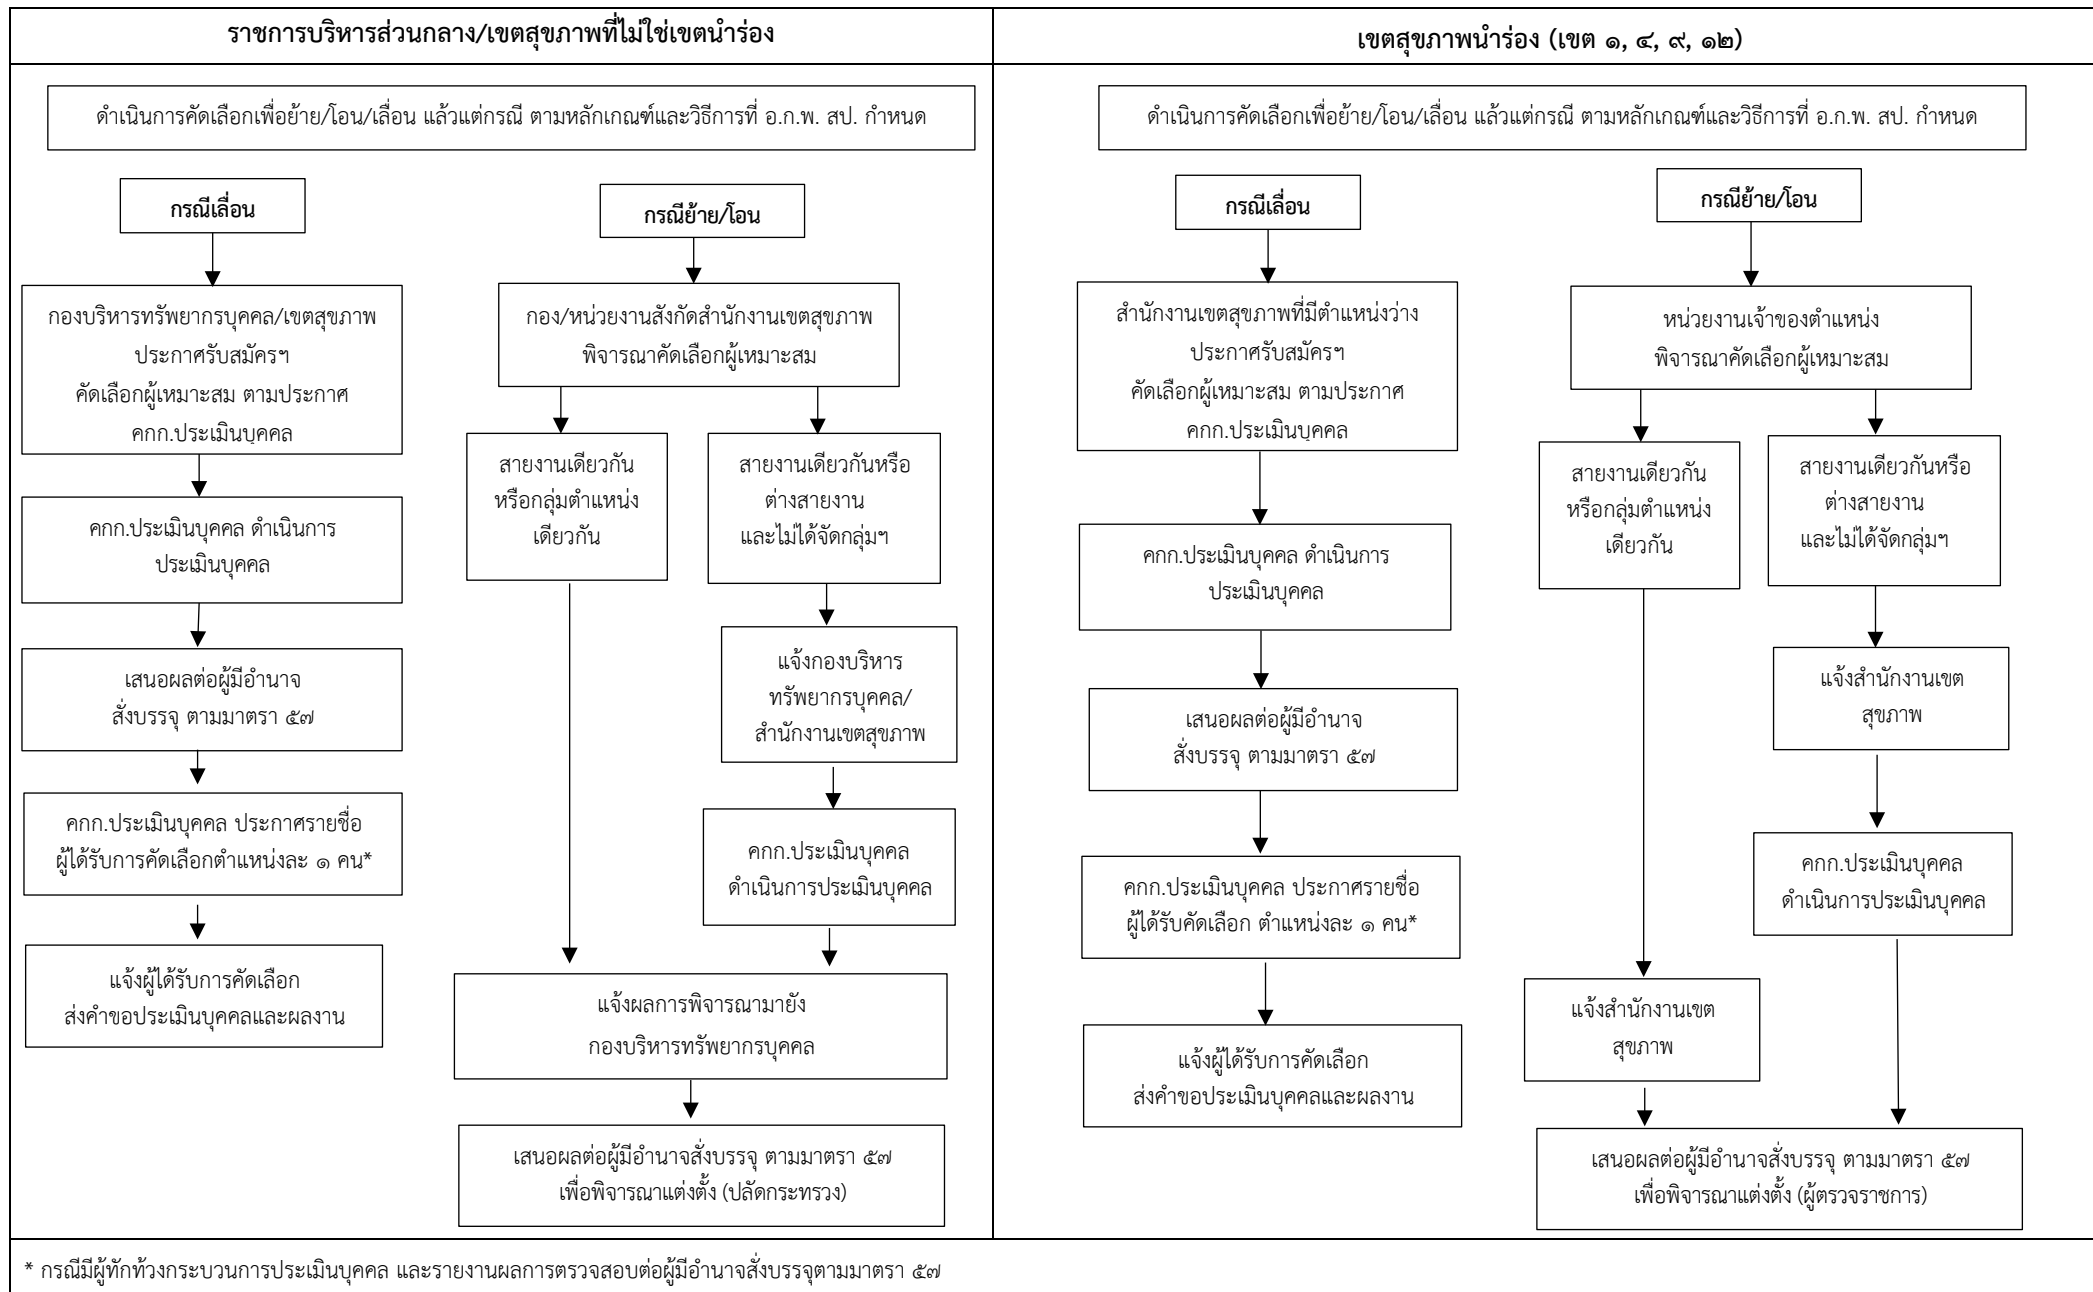 ราชการบริหารส่วนกลาง/เขตสุขภาพที่ไม่ใช่เขตนำร่อง
ดำเนินการคัดเลือกเพื่อย้าย/โอน/เลื่อน แล้วแต่กรณี ตามหลักเกณฑ์และวิธีการที่ อ.ก.พ. สป. กำหนด
กรณีเลื่อน
กองบริหารทรัพยากรบุคคล/เขตสุขภาพ
ประกาศรับสมัครฯ
คัดเลือกผู้เหมาะสม ตามประกาศ
คกก.ประเมินบุคคล
คกก.ประเมินบุคคล ดำเนินการ
ประเมินบุคคล
เสนอผลต่อผู้มีอำนาจ
สั่งบรรจุ ตามมาตรา ๕๗
คกก.ประเมินบุคคล ประกาศรายชื่อ
ผู้ได้รับการคัดเลือกตำแหน่งละ ๑ คน*
แจ้งผู้ได้รับการคัดเลือก
ส่งคำขอประเมินบุคคลและผลงาน
กรณีย้าย/โอน
กอง/หน่วยงานสังกัดสำนักงานเขตสุขภาพ
พิจารณาคัดเลือกผู้เหมาะสม
สายงานเดียวกัน
หรือกลุ่มตำแหน่ง
เดียวกัน
สายงานเดียวกันหรือ
ต่างสายงาน
และไม่ได้จัดกลุ่มฯ
แจ้งกองบริหาร
ทรัพยากรบุคคล/
สำนักงานเขตสุขภาพ
คกก.ประเมินบุคคล
ดำเนินการประเมินบุคคล
แจ้งผลการพิจารณามายัง
กองบริหารทรัพยากรบุคคล
เสนอผลต่อผู้มีอำนาจสั่งบรรจุ ตามมาตรา ๕๗
เพื่อพิจารณาแต่งตั้ง (ปลัดกระทรวง)
เขตสุขภาพนำร่อง (เขต ๑, ๔, ๙, ๑๒)
ดำเนินการคัดเลือกเพื่อย้าย/โอน/เลื่อน แล้วแต่กรณี ตามหลักเกณฑ์และวิธีการที่ อ.ก.พ. สป. กำหนด
กรณีเลื่อน
สำนักงานเขตสุขภาพที่มีตำแหน่งว่าง
ประกาศรับสมัครฯ
คัดเลือกผู้เหมาะสม ตามประกาศ
คกก.ประเมินบุคคล
คกก.ประเมินบุคคล ดำเนินการ
ประเมินบุคคล
เสนอผลต่อผู้มีอำนาจ
สั่งบรรจุ ตามมาตรา ๕๗
คกก.ประเมินบุคคล ประกาศรายชื่อ
ผู้ได้รับคัดเลือก ตำแหน่งละ ๑ คน*
แจ้งผู้ได้รับการคัดเลือก
ส่งคำขอประเมินบุคคลและผลงาน
กรณีย้าย/โอน
หน่วยงานเจ้าของตำแหน่ง
พิจารณาคัดเลือกผู้เหมาะสม
สายงานเดียวกัน
หรือกลุ่มตำแหน่ง
เดียวกัน
สายงานเดียวกันหรือ
ต่างสายงาน
และไม่ได้จัดกลุ่มฯ
แจ้งสำนักงานเขต
สุขภาพ
คกก.ประเมินบุคคล
ดำเนินการประเมินบุคคล
แจ้งสำนักงานเขต
สุขภาพ
เสนอผลต่อผู้มีอำนาจสั่งบรรจุ ตามมาตรา ๕๗
เพื่อพิจารณาแต่งตั้ง (ผู้ตรวจราชการ)
* กรณีมีผู้ทักท้วงกระบวนการประเมินบุคคล และรายงานผลการตรวจสอบต่อผู้มีอำนาจสั่งบรรจุตามมาตรา ๕๗